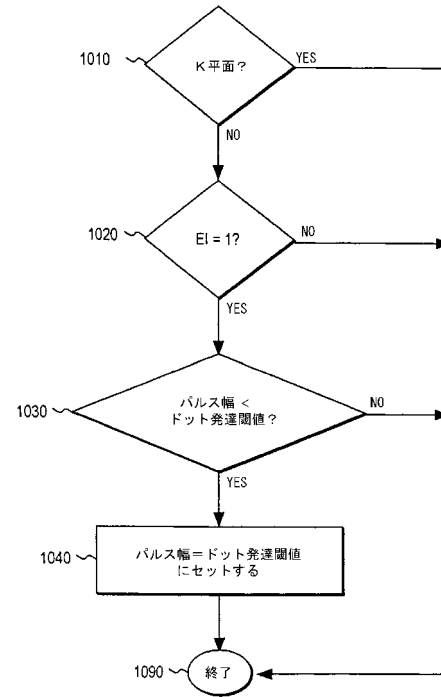 1010
K平面?
YES
NO
1020
EI = 1?
NO
YES
1030
パルス幅 <
ドット発達閾値?
NO
YES
1040
パルス幅=ドット発達閾値
にセットする
1090
終了